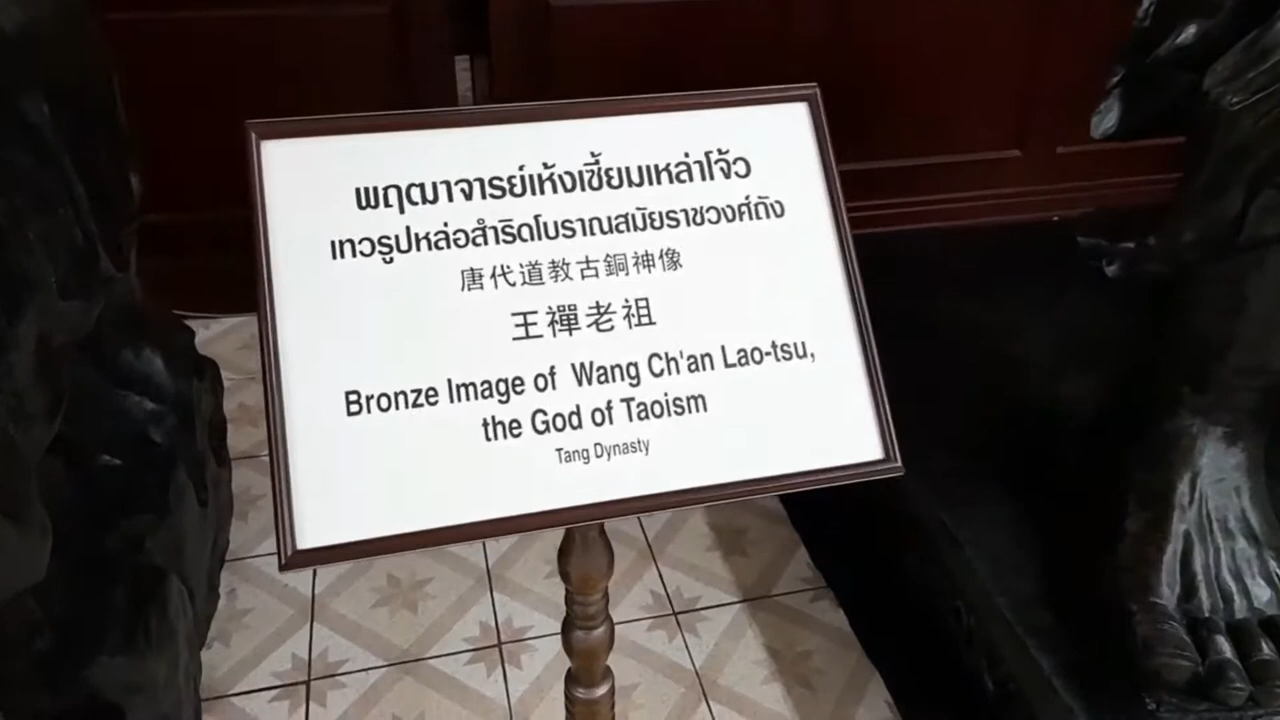 พฤฒาจารย์เห้งเซี้ยมเหล่าโจ้ว
เทวรูปหล่อสำริดโบราณสมัยราชวงศ์ถัง
唐代道教古銅神像
王禪老祖
Bronze Image of Wang Ch'an Lao-tsu,
the God of Taoism
Tang Dynasty